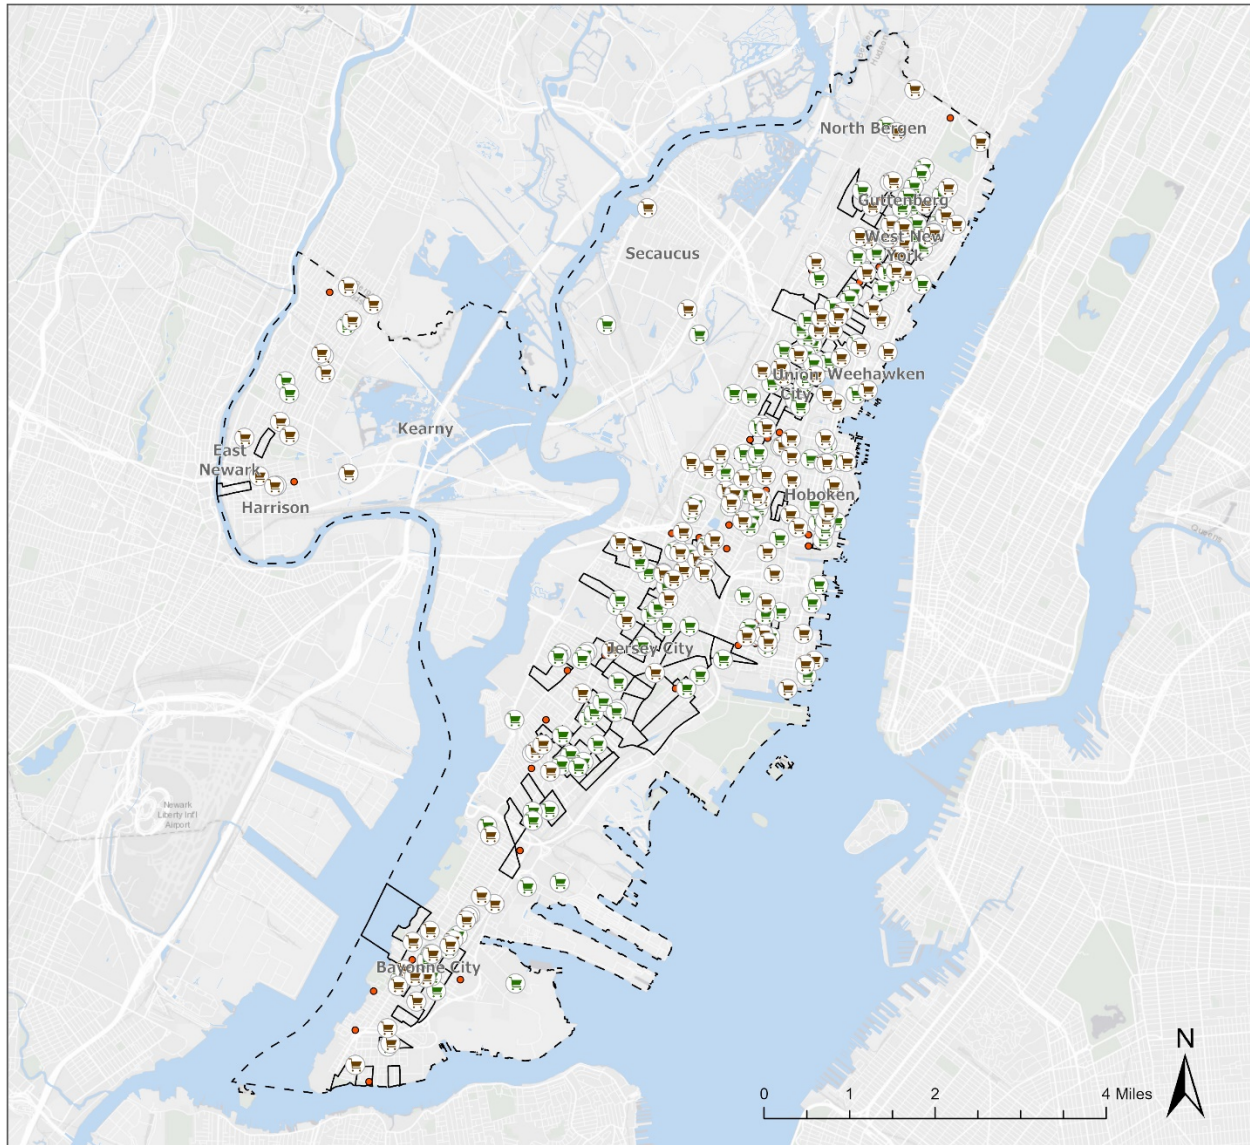 North Bergen
Guttenberg
West New
York
Secaucus
Union
City
Weehawken
Kearny
East
Newark
Harrison
Hoboken
Jersey City
Newark
Liberty Int'l
Airport
Bayonne City
Queens
N
0 1 2 4 Miles